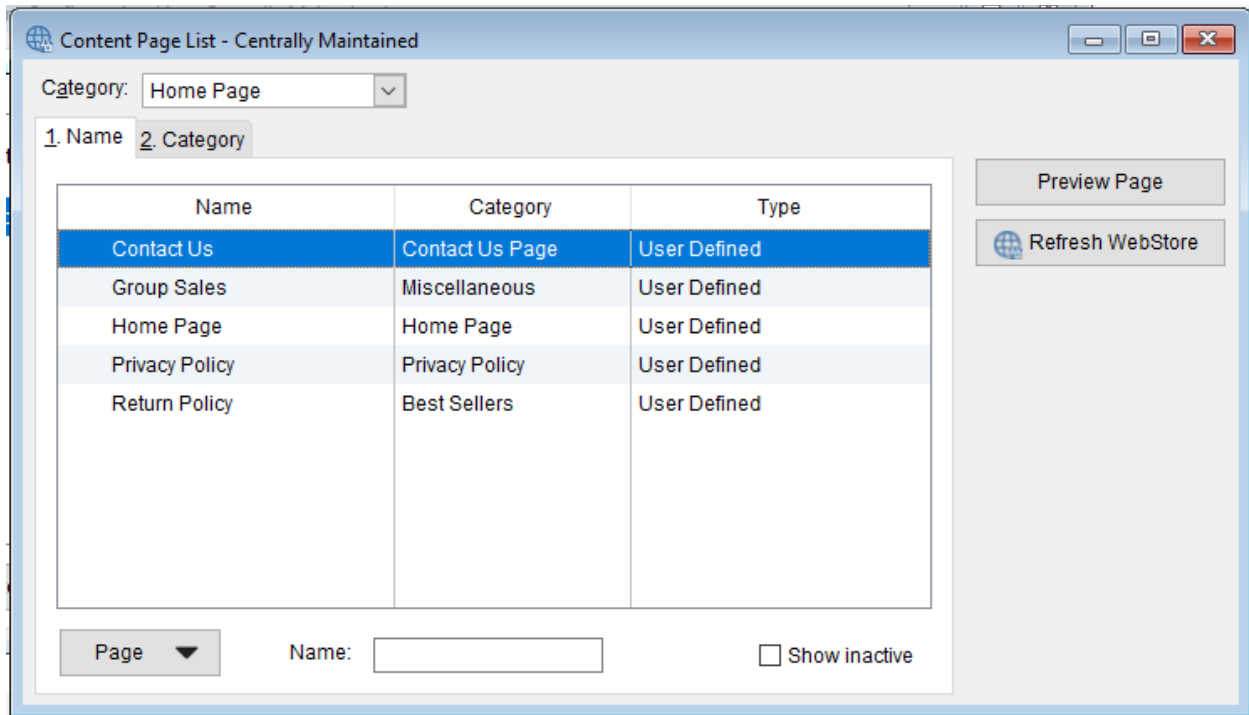 Content Page List - Centrally Maintained
Category: Home Page
1. Name 2. Category
Name Category Type
Contact Us Contact Us Page User Defined
Group Sales Miscellaneous User Defined
Home Page Home Page User Defined
Privacy Policy Privacy Policy User Defined
Return Policy Best Sellers User Defined
Page Name: Show inactive
Preview Page
Refresh WebStore